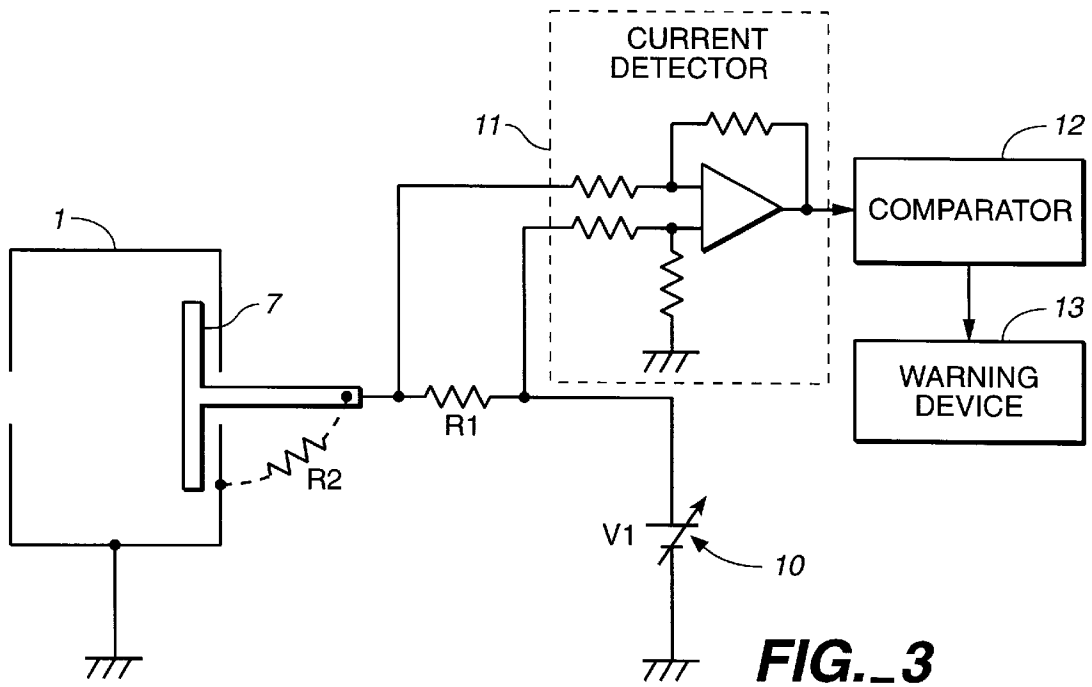 CURRENT
DETECTOR
11
12
COMPARATOR
1
7
13
WARNING
DEVICE
R1
R2
V1
10
FIG._3